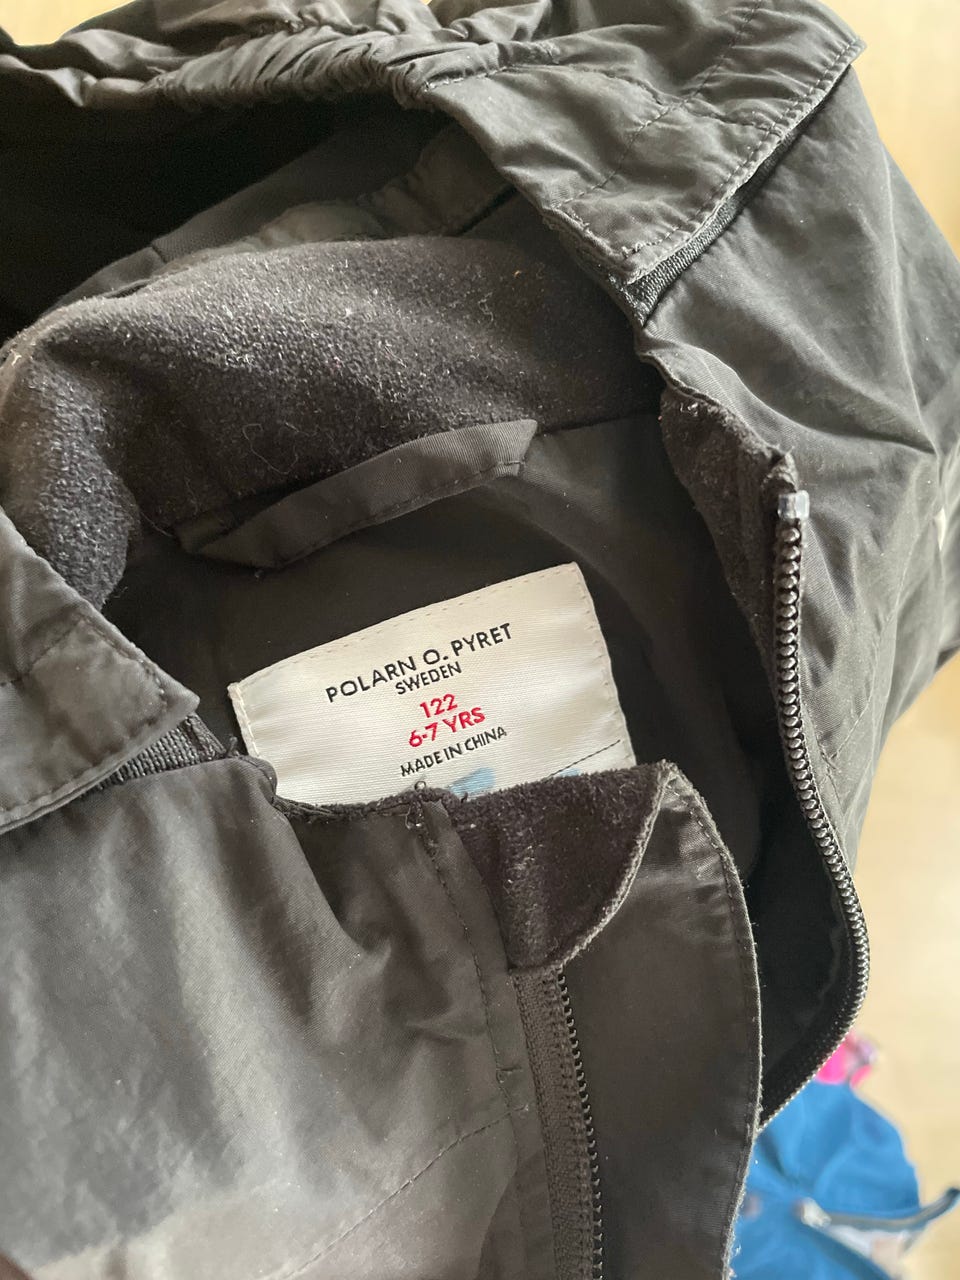 POLARN O. PYRET
SWEDEN
122
6-7 YRS
MADE IN CHINA